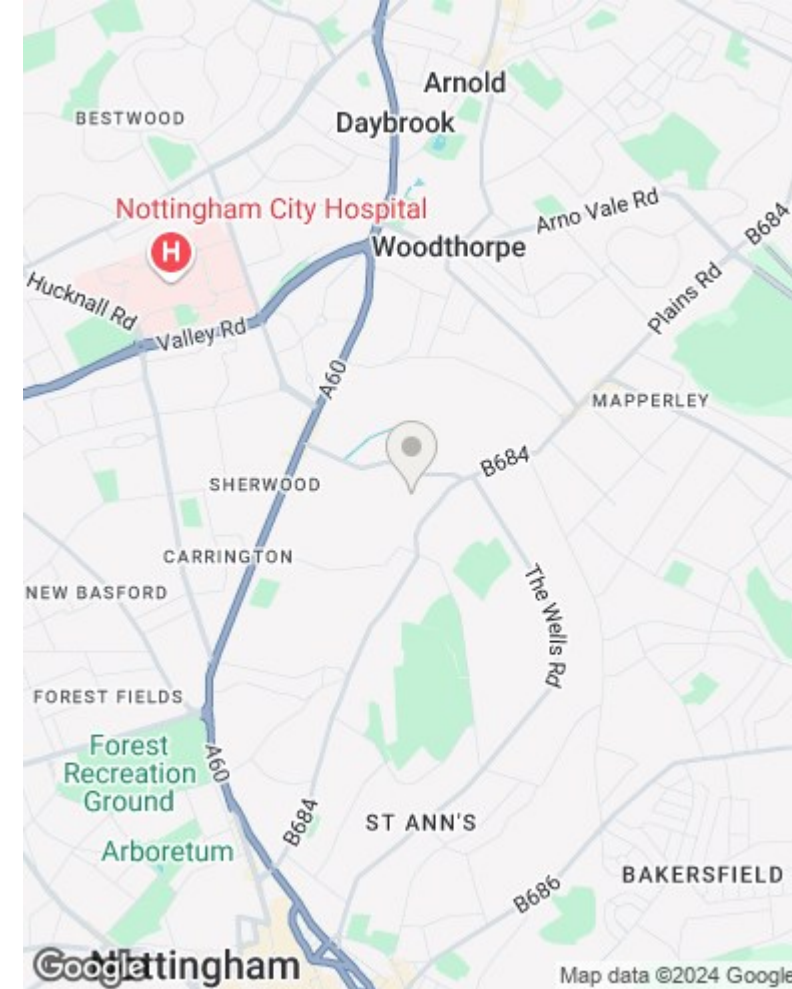 Arnold
BESTWOOD
Daybrook
Nottingham City Hospital
H
Arno Vale Rd
B684
Woodthorpe
Hucknall Rd
Plains Rd
Valley Rd
A60
MAPPERLEY
B684
SHERWOOD
CARRINGTON
The Wells Rd
NEW BASFORD
FOREST FIELDS
Forest
Recreation
Ground
A60
B684
ST ANN'S
Arboretum
BAKERSFIELD
B686
Google
Nottingham
Map data ©2024 Google